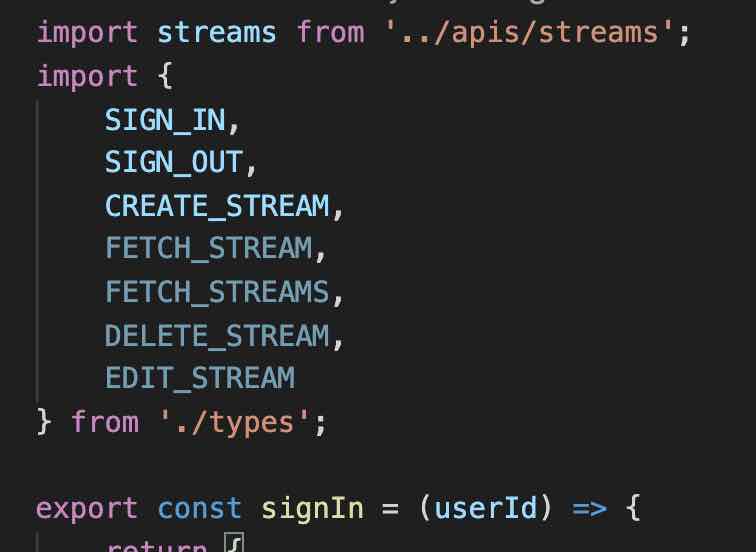 import streams from '../apis/streams';
import {
    SIGN_IN,
    SIGN_OUT,
    CREATE_STREAM,
    FETCH_STREAM,
    FETCH_STREAMS,
    DELETE_STREAM,
    EDIT_STREAM
} from './types';

export const signIn = (userId) => {
    return {